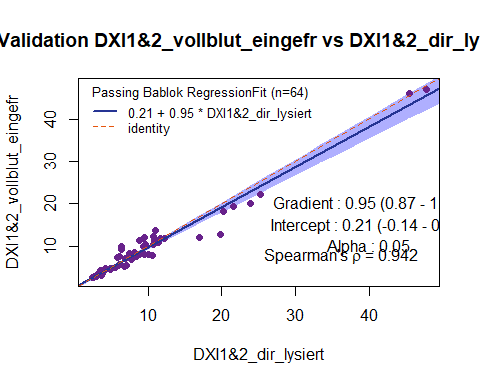 Validation DXI1&2_vollblut_eingefr vs DXI1&2_dir_ly
Passing Bablok RegressionFit (n=64)
0.21 + 0.95 * DXI1&2_dir_lysiert
identity
DXI1&2_vollblut_eingefr
40
30
20
10
Gradient : 0.95 (0.87 - 1
Intercept : 0.21 (-0.14 - 0
Alpha : 0.05
Spearman's ρ = 0.942
10
20
30
40
DXI1&2_dir_lysiert